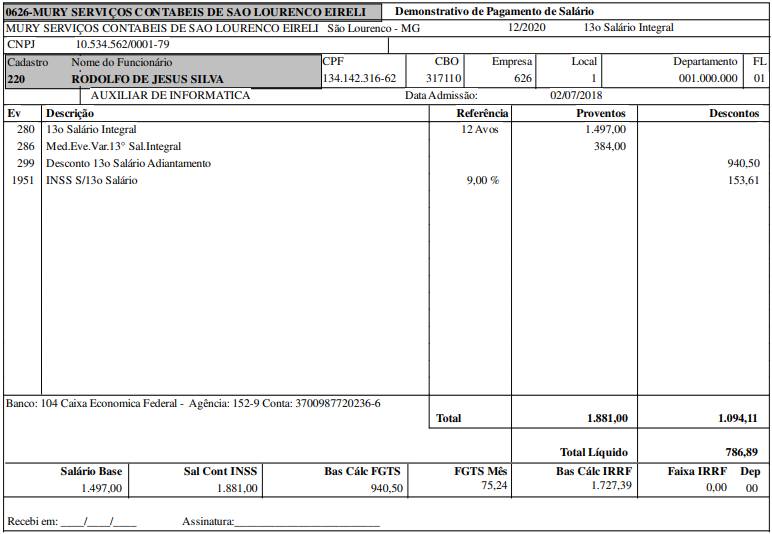 0626-MURY SERVIÇOS CONTABEIS DE SAO LOURENCO EIRELI Demonstrativo de Pagamento de Salário
MURY SERVIÇOS CONTABEIS DE SAO LOURENCO EIRELI São Lourenco - MG 12/2020 13o Salário Integral
CNPJ 10.534.562/0001-79
Cadastro Nome do Funcionário CPF CBO Empresa Local Departamento FL
220 RODOLFO DE JESUS SILVA 134.142.316-62 317110 626 1 001.000.000 01
AUXILIAR DE INFORMATICA Data Admissão: 02/07/2018
Ev Descrição Referência Proventos Descontos
280 13o Salário Integral 12 Avos 1.497,00
286 Med.Eve.Var.13° Sal.Integral 384,00
299 Desconto 13o Salário Adiantamento 940,50
1951 INSS S/13o Salário 9,00 % 153,61
Banco: 104 Caixa Economica Federal - Agência: 152-9 Conta: 3700987720236-6
Total 1.881,00 1.094,11
Total Líquido 786,89
Salário Base Sal Cont INSS Bas Cálc FGTS FGTS Mês Bas Cálc IRRF Faixa IRRF Dep
1.497,00 1.881,00 940,50 75,24 1.727,39 0,00 00
Recebi em: ____/____/____ Assinatura:__________________________